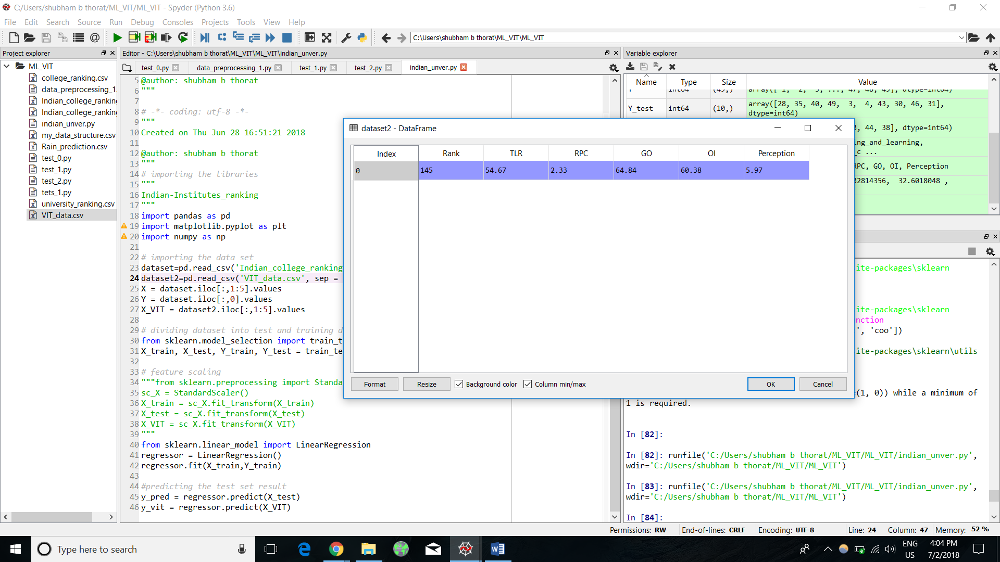 C:/Users/shubham b thorat/ML_VIT/ML_VIT - Spyder (Python 3.6)
File Edit Search Source Run Debug Consoles Projects Tools View Help
C:\Users\shubham b thorat\ML_VIT\ML_VIT
Project explorer
ML_VIT
college_ranking.csv
data_preprocessing_1
Indian_college_rankin
Indian_college_rankin
indian_unver.py
my_data_structure.csv
Rain_prediction.csv
test_0.py
test_1.py
test_2.py
tets_1.py
university_ranking.csv
VIT_data.csv
Editor - C:\Users\shubham b thorat\ML_VIT\ML_VIT\indian_unver.py
test_0.py data_preprocessing_1.py test_1.py test_2.py indian_unver.py
5 @author: shubham b thorat
6 """
7
8 # -*- coding: utf-8 -*-
9 """
10 Created on Thu Jun 28 16:51:21 2018
11
12 @author: shubham b thorat
13 """
14 # importing the libraries
15 """
16 Indian-Institutes_ranking
17 """
18 import pandas as pd
19 import matplotlib.pyplot as plt
20 import numpy as np
21
22 # importing the data set
23 dataset=pd.read_csv('Indian_college_ranking
24 dataset2=pd.read_csv('VIT_data.csv', sep =
25 X = dataset.iloc[:,1:5].values
26 Y = dataset.iloc[:,0].values
27 X_VIT = dataset2.iloc[:,1:5].values
28
29 # dividing dataset into test and training d
30 from sklearn.model_selection import train_t
31 X_train, X_test, Y_train, Y_test = train_te
32
33 # feature scaling
34 """from sklearn.preprocessing import Standa
35 sc_X = StandardScaler()
36 X_train = sc_X.fit_transform(X_train)
37 X_test = sc_X.fit_transform(X_test)
38 X_VIT = sc_X.fit_transform(X_VIT)
39 """
40 from sklearn.linear_model import LinearRegression
41 regressor = LinearRegression()
42 regressor.fit(X_train,Y_train)
43
44 #predicting the test set result
45 y_pred = regressor.predict(X_test)
46 y_vit = regressor.predict(X_VIT)
Variable explorer
Name Type Size Value
int64 (49,) array([ 1, 2, 3, ..., 47, 48, 49], dtype=int64)
Y_test int64 (10,) array([28, 35, 40, 49, 3, 4, 43, 30, 46, 31],
dtype=int64)
, 44, 38], dtype=int64)
ng_and_learning,
_c ...
RPC, GO, OI, Perception
32814356, 32.6018048 ,
dataset2 - DataFrame
Index Rank TLR RPC GO OI Perception
0 145 54.67 2.33 64.84 60.38 5.97
Format Resize Background color Column min/max OK Cancel
ite-packages\sklearn
ite-packages\sklearn
nction
', 'coo'])
ite-packages\sklearn\utils
=(1, 0)) while a minimum of
1 is required.
In [82]:
In [82]: runfile('C:/Users/shubham b thorat/ML_VIT/ML_VIT/indian_unver.py',
wdir='C:/Users/shubham b thorat/ML_VIT/ML_VIT')
In [83]: runfile('C:/Users/shubham b thorat/ML_VIT/ML_VIT/indian_unver.py',
wdir='C:/Users/shubham b thorat/ML_VIT/ML_VIT')
In [84]:
Permissions: RW End-of-lines: CRLF Encoding: UTF-8 Line: 24 Column: 47 Memory: 52 %
Type here to search
ENG
US
4:04 PM
7/2/2018